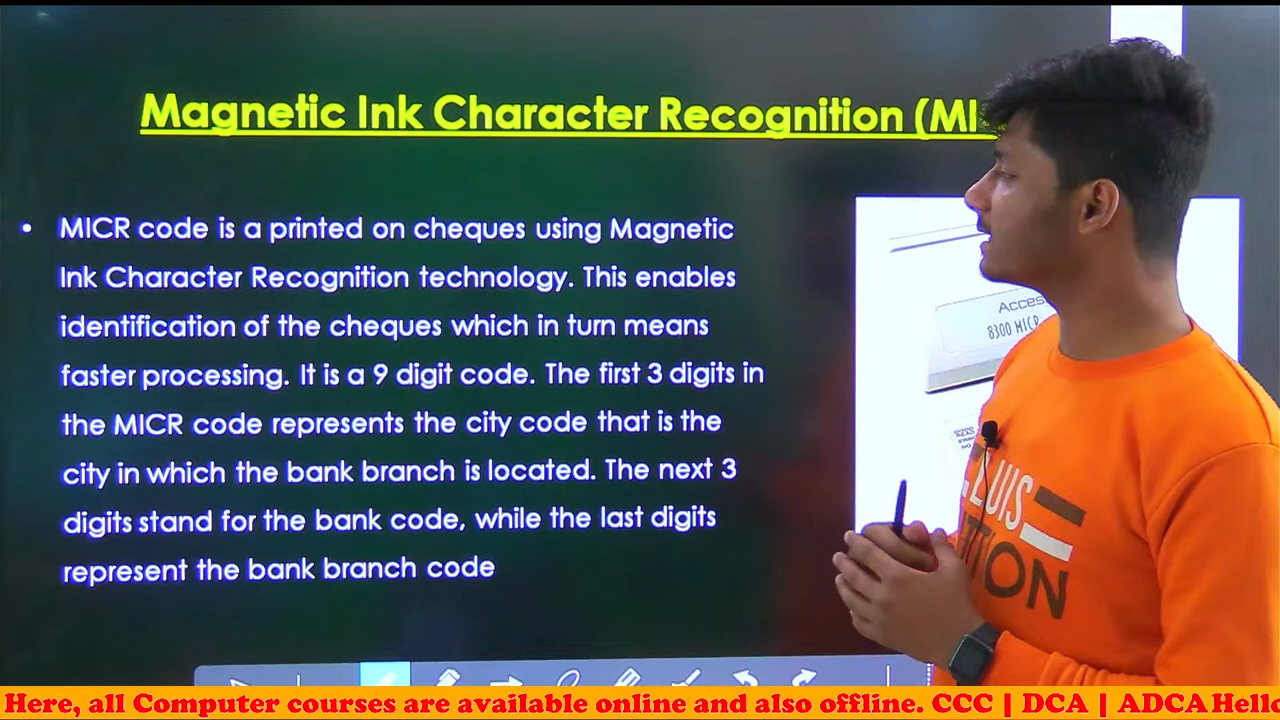 Magnetic Ink Character Recognition (MI
• MICR code is a printed on cheques using Magnetic
Ink Character Recognition technology. This enables
identification of the cheques which in turn means
faster processing. It is a 9 digit code. The first 3 digits in
the MICR code represents the city code that is the
city in which the bank branch is located. The next 3
digits stand for the bank code, while the last digits
represent the bank branch code
Acces
8300 MICR
LUIS
ION
Here, all Computer courses are available online and also offline. CCC | DCA | ADCA Hello